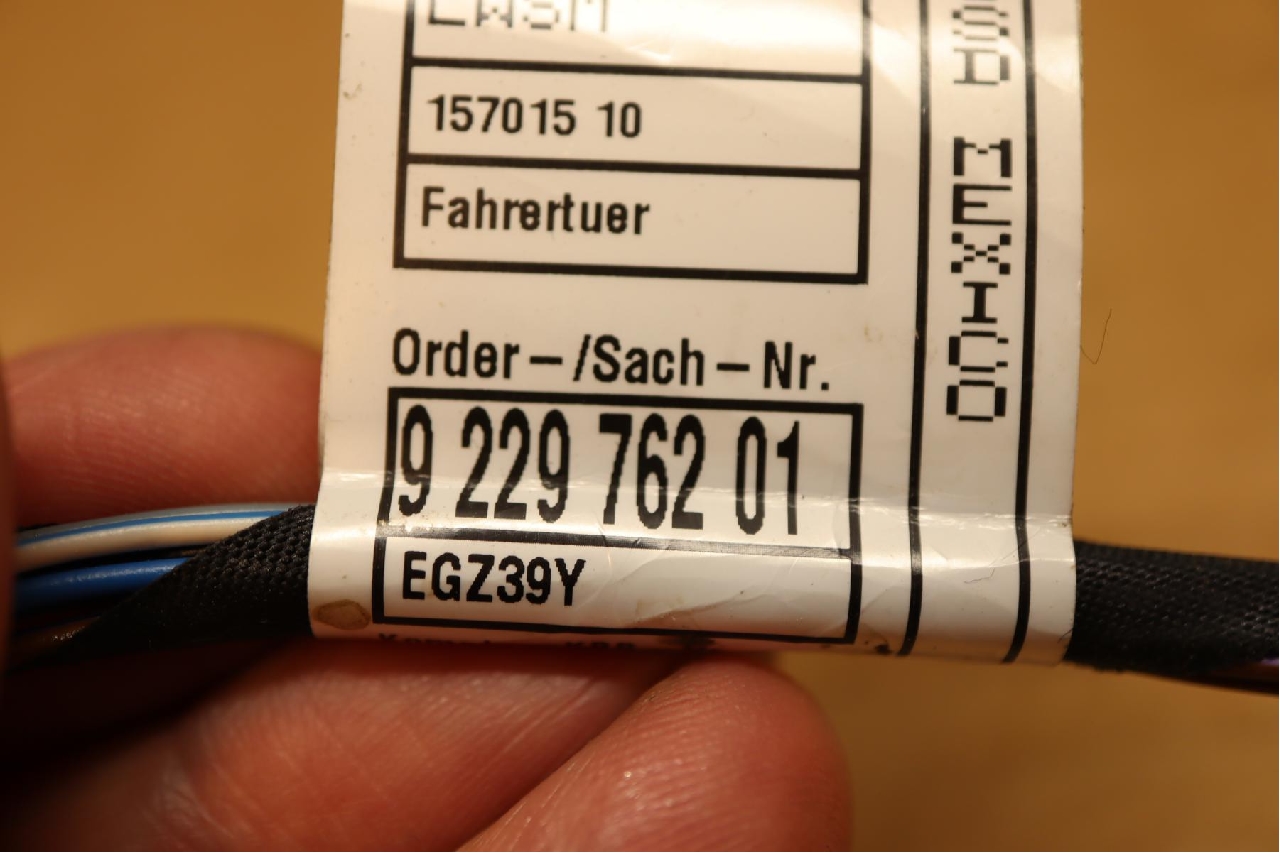 157015 10
Fahrertuer
Order-/Sach-Nr.
9 229 762 01
EGZ39Y
MEXICO